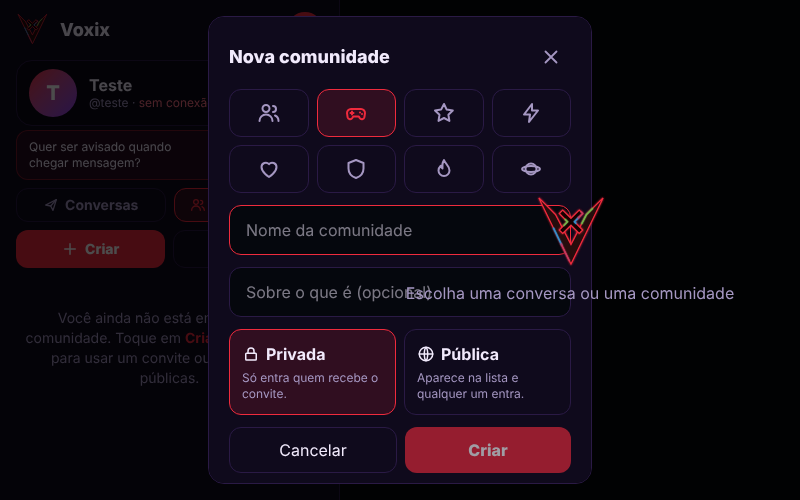 Voxix
Nova comunidade
T
Teste
@teste · sem conexã
Quer ser avisado quando
chegar mensagem?
Conversas
Criar
Nome da comunidade
Sobre o que é (opcional)
Escolha uma conversa ou uma comunidade
Você ainda não está e
comunidade. Toque em Cria
para usar um convite ou
públicas.
Privada
Só entra quem recebe o
convite.
Pública
Aparece na lista e
qualquer um entra.
Cancelar
Criar